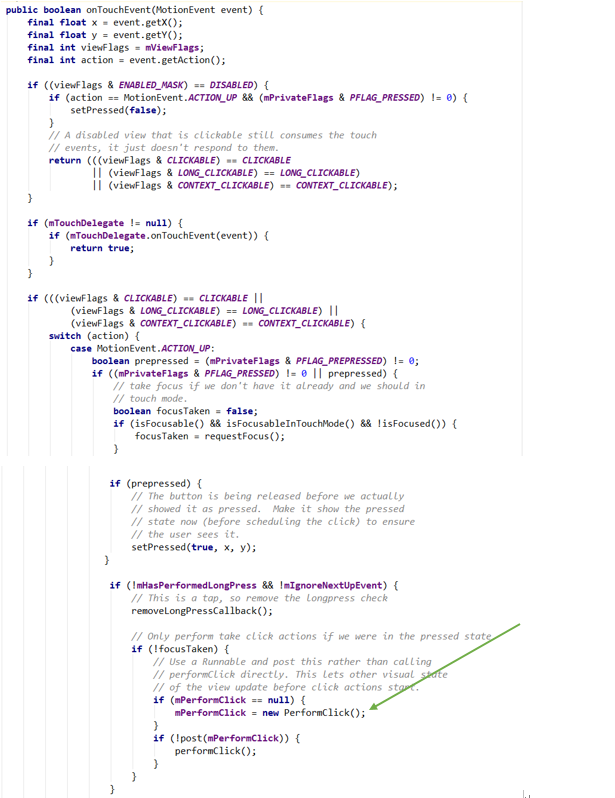 public boolean onTouchEvent(MotionEvent event) {
    final float x = event.getX();
    final float y = event.getY();
    final int viewFlags = mViewFlags;
    final int action = event.getAction();

    if ((viewFlags & ENABLED_MASK) == DISABLED) {
        if (action == MotionEvent.ACTION_UP && (mPrivateFlags & PFLAG_PRESSED) != 0) {
            setPressed(false);
        }
        // A disabled view that is clickable still consumes the touch
        // events, it just doesn't respond to them.
        return (((viewFlags & CLICKABLE) == CLICKABLE
                || (viewFlags & LONG_CLICKABLE) == LONG_CLICKABLE)
                || (viewFlags & CONTEXT_CLICKABLE) == CONTEXT_CLICKABLE);
    }

    if (mTouchDelegate != null) {
        if (mTouchDelegate.onTouchEvent(event)) {
            return true;
        }
    }

    if (((viewFlags & CLICKABLE) == CLICKABLE ||
            (viewFlags & LONG_CLICKABLE) == LONG_CLICKABLE) ||
            (viewFlags & CONTEXT_CLICKABLE) == CONTEXT_CLICKABLE) {
        switch (action) {
            case MotionEvent.ACTION_UP:
                boolean prepressed = (mPrivateFlags & PFLAG_PREPRESSED) != 0;
                if ((mPrivateFlags & PFLAG_PRESSED) != 0 || prepressed) {
                    // take focus if we don't have it already and we should in
                    // touch mode.
                    boolean focusTaken = false;
                    if (isFocusable() && isFocusableInTouchMode() && !isFocused()) {
                        focusTaken = requestFocus();
                    }

                    if (prepressed) {
                        // The button is being released before we actually
                        // showed it as pressed.  Make it show the pressed
                        // state now (before scheduling the click) to ensure
                        // the user sees it.
                        setPressed(true, x, y);
                    }

                    if (!mHasPerformedLongPress && !mIgnoreNextUpEvent) {
                        // This is a tap, so remove the longpress check
                        removeLongPressCallback();

                        // Only perform take click actions if we were in the pressed state
                        if (!focusTaken) {
                            // Use a Runnable and post this rather than calling
                            // performClick directly. This lets other visual state
                            // of the view update before click actions start.
                            if (mPerformClick == null) {
                                mPerformClick = new PerformClick();
                            }
                            if (!post(mPerformClick)) {
                                performClick();
                            }
                        }
                    }